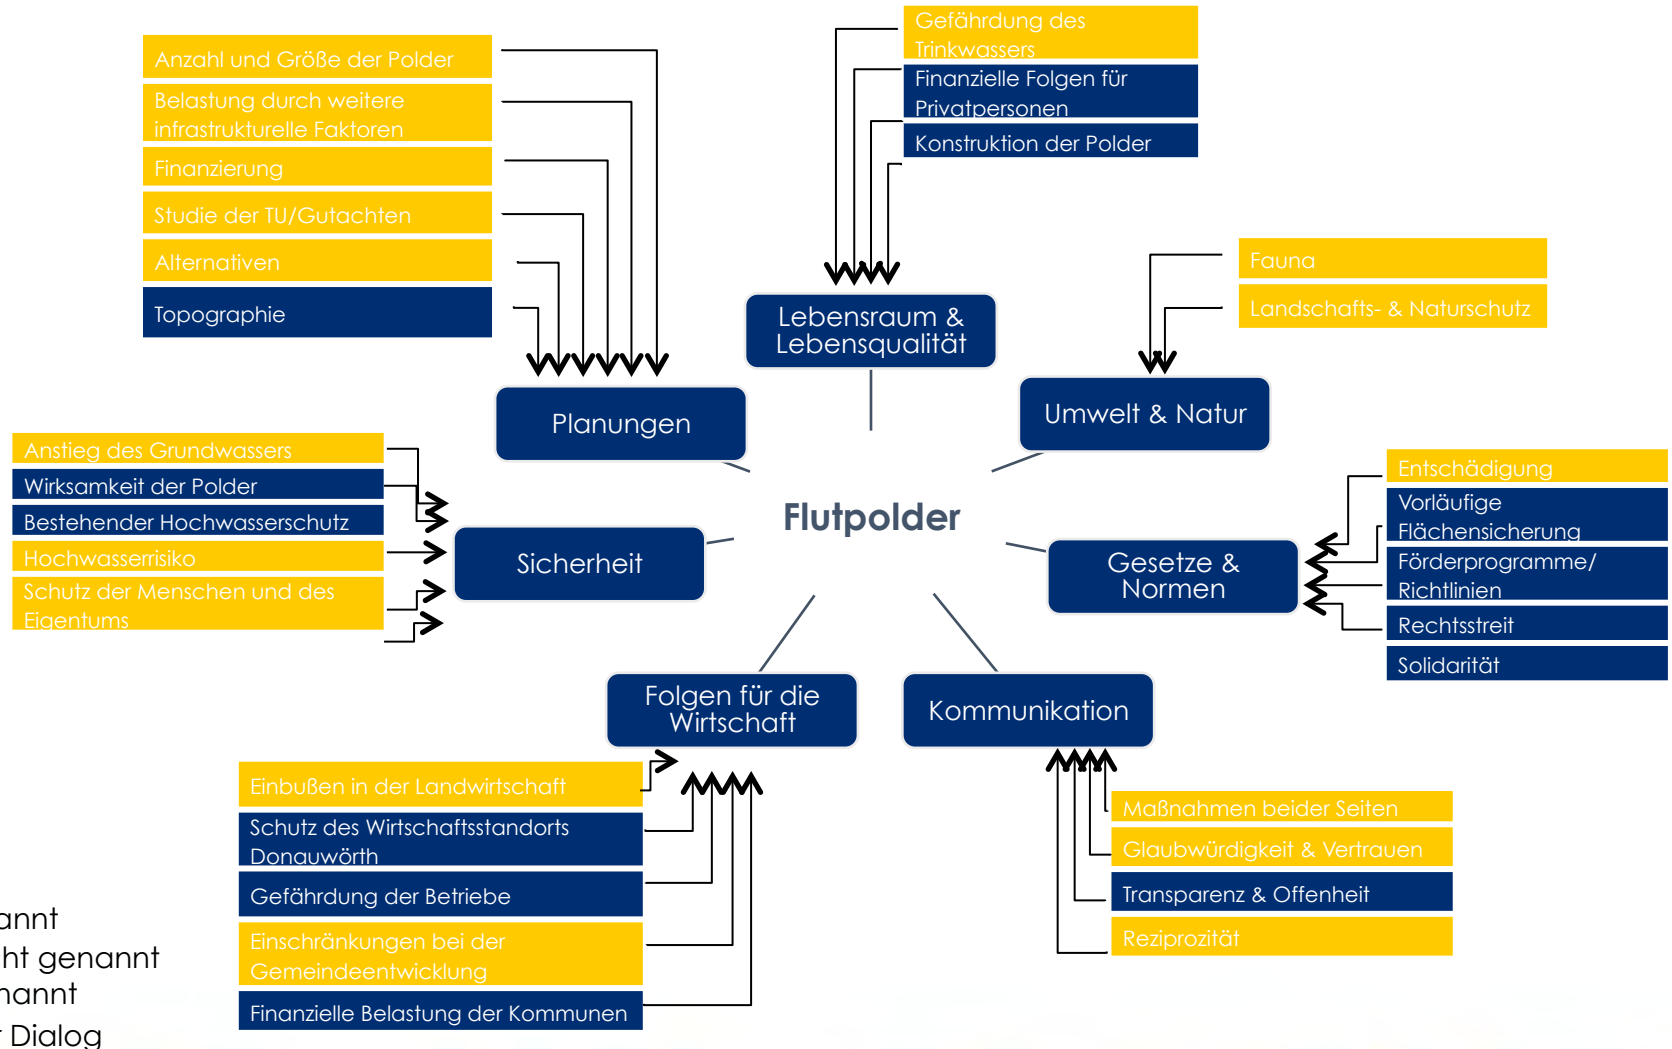 Anzahl und Größe der Polder
Belastung durch weitere
infrastrukturelle Faktoren
Finanzierung
Studie der TU/Gutachten
Alternativen
Topographie
Gefährdung des
Trinkwassers
Finanzielle Folgen für
Privatpersonen
Konstruktion der Polder
Fauna
Landschafts- & Naturschutz
Lebensraum &
Lebensqualität
Planungen
Umwelt & Natur
Anstieg des Grundwassers
Wirksamkeit der Polder
Bestehender Hochwasserschutz
Hochwasserrisiko
Schutz der Menschen und des
Eigentums
Sicherheit
Flutpolder
Gesetze &
Normen
Entschädigung
Vorläufige
Flächensicherung
Förderprogramme/
Richtlinien
Rechtsstreit
Solidarität
Folgen für die
Wirtschaft
Kommunikation
Einbußen in der Landwirtschaft
Schutz des Wirtschaftsstandorts
Donauwörth
Gefährdung der Betriebe
Einschränkungen bei der
Gemeindeentwicklung
Finanzielle Belastung der Kommunen
Maßnahmen beider Seiten
Glaubwürdigkeit & Vertrauen
Transparenz & Offenheit
Reziprozität
genannt
Dialog